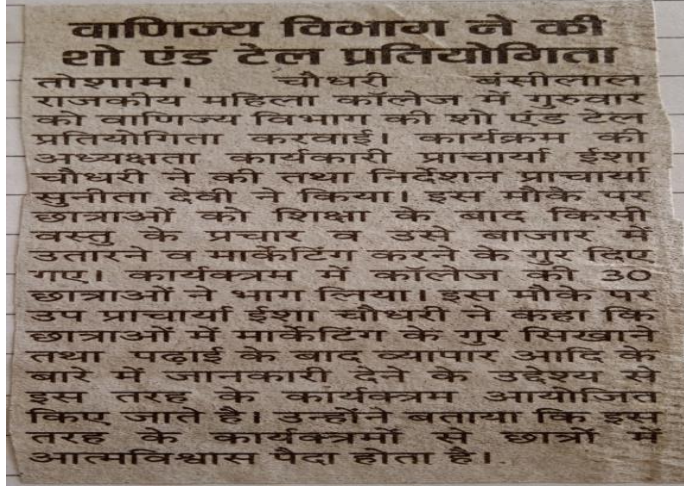 वाणिज्य विभाग ने की
शो एंड टेल प्रतियोगिता
तोशाम। चौधरी बंसीलाल
राजकीय महिला कॉलेज में गुरुवार
को वाणिज्य विभाग की शो एंड टेल
प्रतियोगिता करवाई। कार्यक्रम की
अध्यक्षता कार्यकारी प्राचार्या ईशा
चौधरी ने की तथा निर्देशन प्राचार्या
सुनीता देवी ने किया। इस मौके पर
छात्राओं को शिक्षा के बाद किसी
वस्तु के प्रचार व उसे बाजार में
उतारने व मार्केटिंग करने के गुर दिए
गए। कार्यक्रम में कॉलेज की 30
छात्राओं ने भाग लिया। इस मौके पर
उप प्राचार्या ईशा चौधरी ने कहा कि
छात्राओं में मार्केटिंग के गुर सिखाने
तथा पढ़ाई के बाद व्यापार आदि के
बारे में जानकारी देने के उद्देश्य से
इस तरह के कार्यक्रम आयोजित
किए जाते है। उन्होंने बताया कि इस
तरह के कार्यक्रमों से छात्रों में
आत्मविश्वास पैदा होता है।